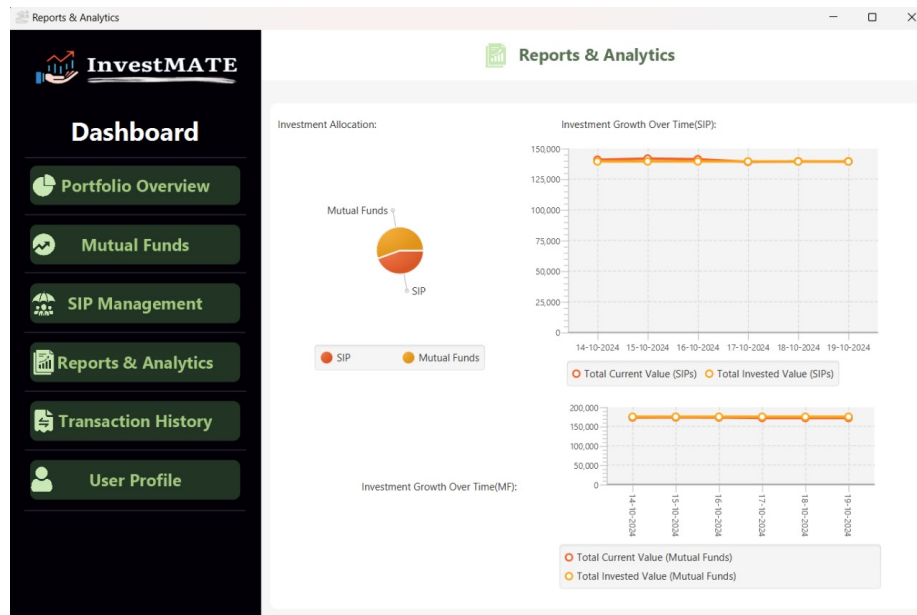 Reports & Analytics
InvestMATE
Reports & Analytics
Dashboard
Portfolio Overview
Mutual Funds
SIP Management
Reports & Analytics
Transaction History
User Profile
Investment Allocation:
Mutual Funds
SIP
SIP Mutual Funds
Investment Growth Over Time(SIP):
150,000
125,000
100,000
75,000
50,000
25,000
0
14-10-2024 15-10-2024 16-10-2024 17-10-2024 18-10-2024 19-10-2024
Total Current Value (SIPs) Total Invested Value (SIPs)
Investment Growth Over Time(MF):
200,000
150,000
100,000
50,000
0
14-10-2024
15-10-2024
16-10-2024
17-10-2024
18-10-2024
19-10-2024
Total Current Value (Mutual Funds)
Total Invested Value (Mutual Funds)